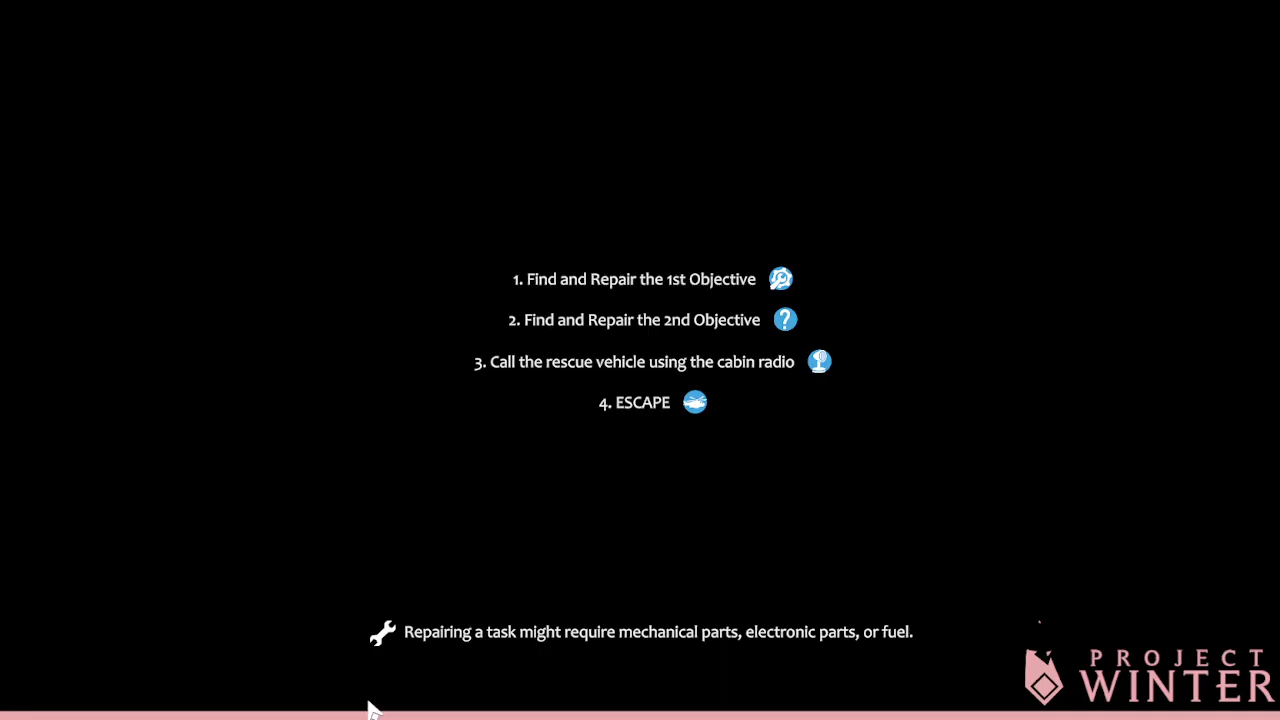 1. Find and Repair the 1st Objective
2. Find and Repair the 2nd Objective
?
3. Call the rescue vehicle using the cabin radio
4. ESCAPE
Repairing a task might require mechanical parts, electronic parts, or fuel.
PROJECT
WINTER